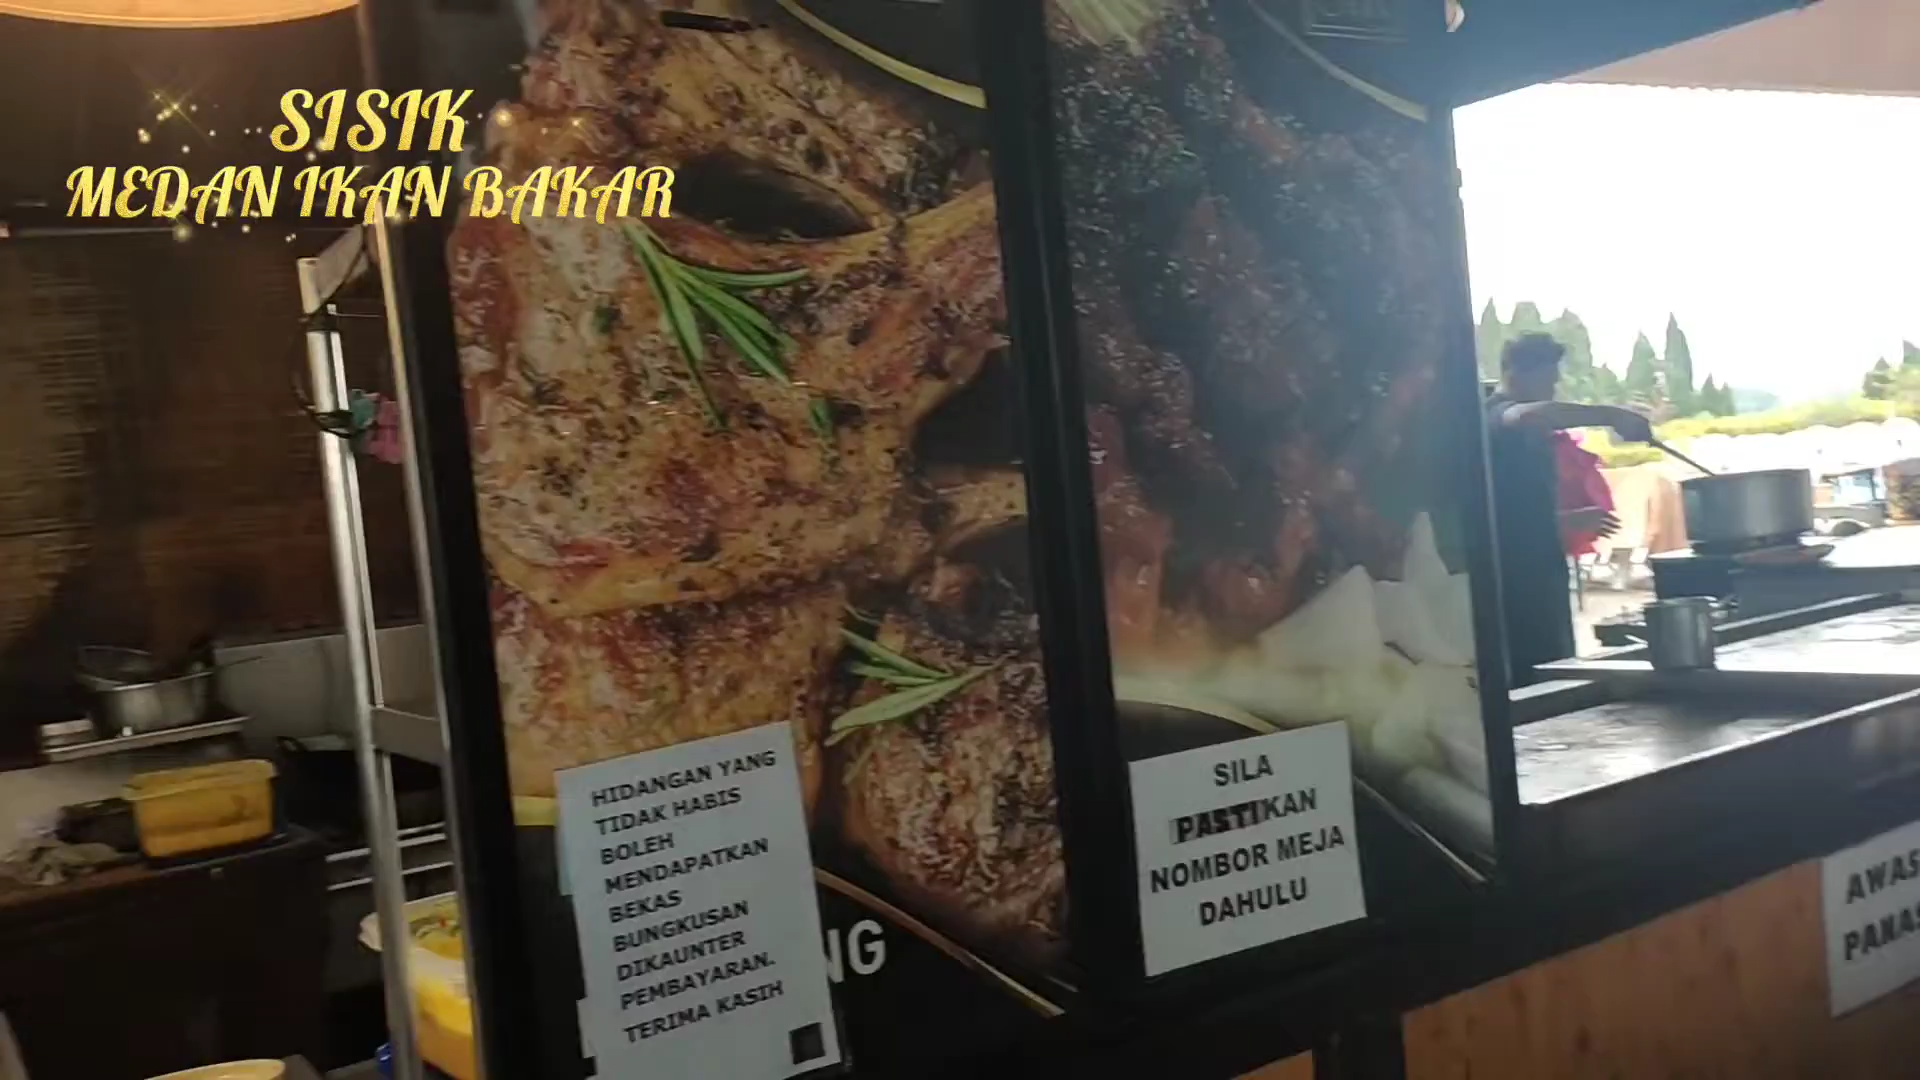 SISIK
MEDAN IKAN BAKAR
HIDANGAN YANG
TIDAK HABIS
BOLEH
MENDAPATKAN
BEKAS
BUNGKUSAN
DIKAUNTER
PEMBAYARAN.
TERIMA KASIH
NG
SILA
PASTIKAN
NOMBOR MEJA
DAHULU
AWAS
PANAS